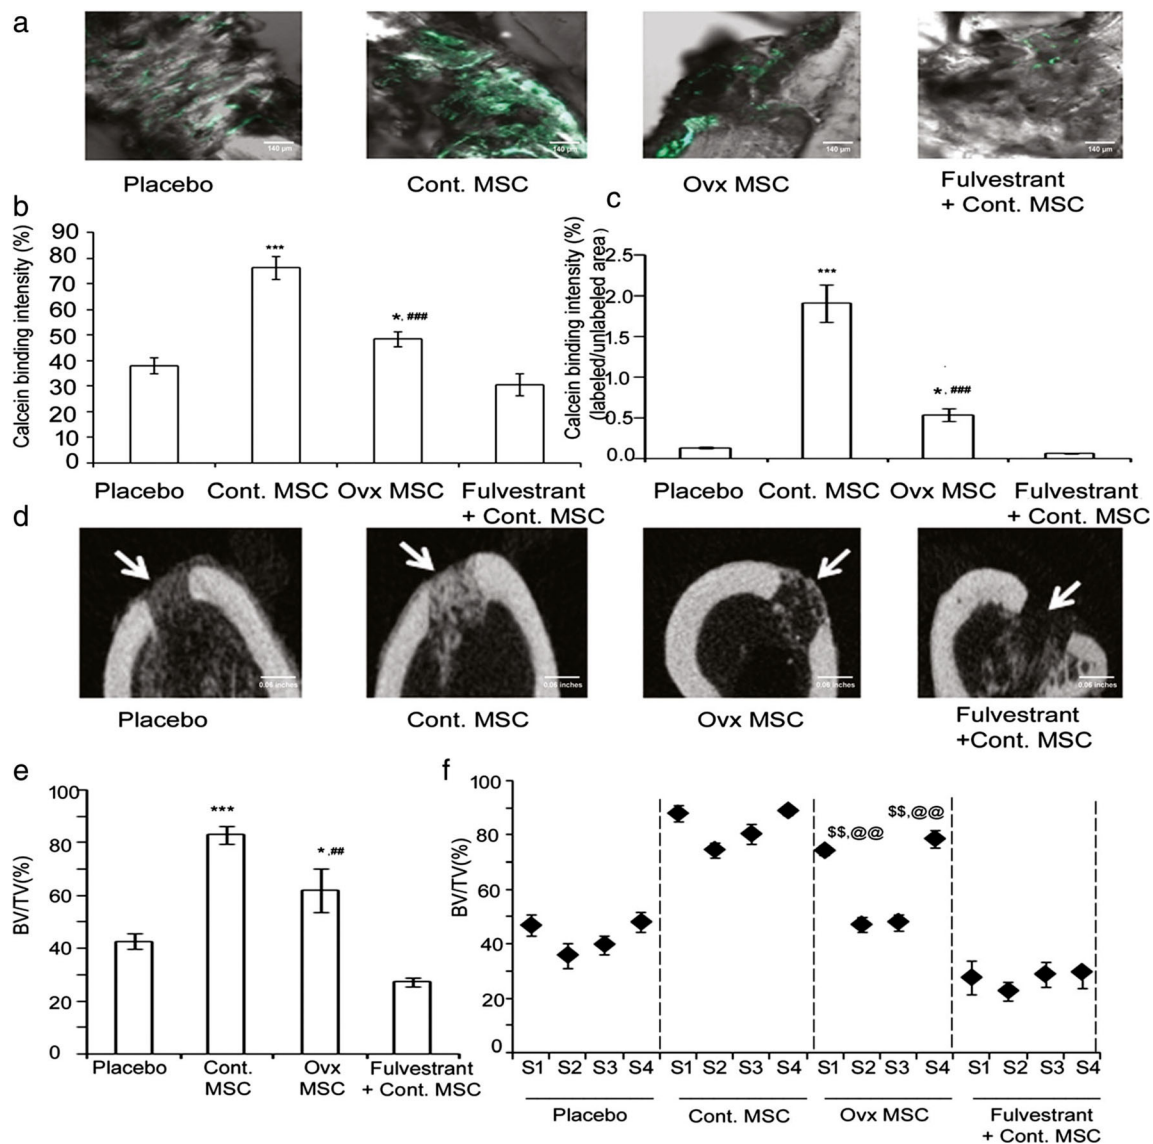 a
140 µm
140 µm
140 µm
140 µm
Placebo
Cont. MSC
Ovx MSC
Fulvestrant
+ Cont. MSC
b
Calcein binding intensity (%)
90
80
70
60
50
40
30
20
10
0
***
*, ###
Placebo
Cont. MSC
Ovx MSC
Fulvestrant
+ Cont. MSC
c
Calcein binding intensity (%)
(labeled/unlabeled area)
2.5
2.0
1.5
1.0
0.5
0.0
***
*, ###
Placebo
Cont. MSC
Ovx MSC
Fulvestrant
+ Cont. MSC
d
0.06 inches
0.06 inches
0.06 inches
0.06 inches
Placebo
Cont. MSC
Ovx MSC
Fulvestrant
+Cont. MSC
e
BV/TV(%)
100
80
60
40
20
0
***
*,##
Placebo
Cont.
MSC
Ovx
MSC
Fulvestrant
+ Cont. MSC
f
BV/TV(%)
100
80
60
40
20
0
$$,@@
$$,@@
S1 S2 S3 S4 S1 S2 S3 S4 S1 S2 S3 S4 S1 S2 S3 S4
Placebo
Cont. MSC
Ovx MSC
Fulvestrant
+ Cont. MSC